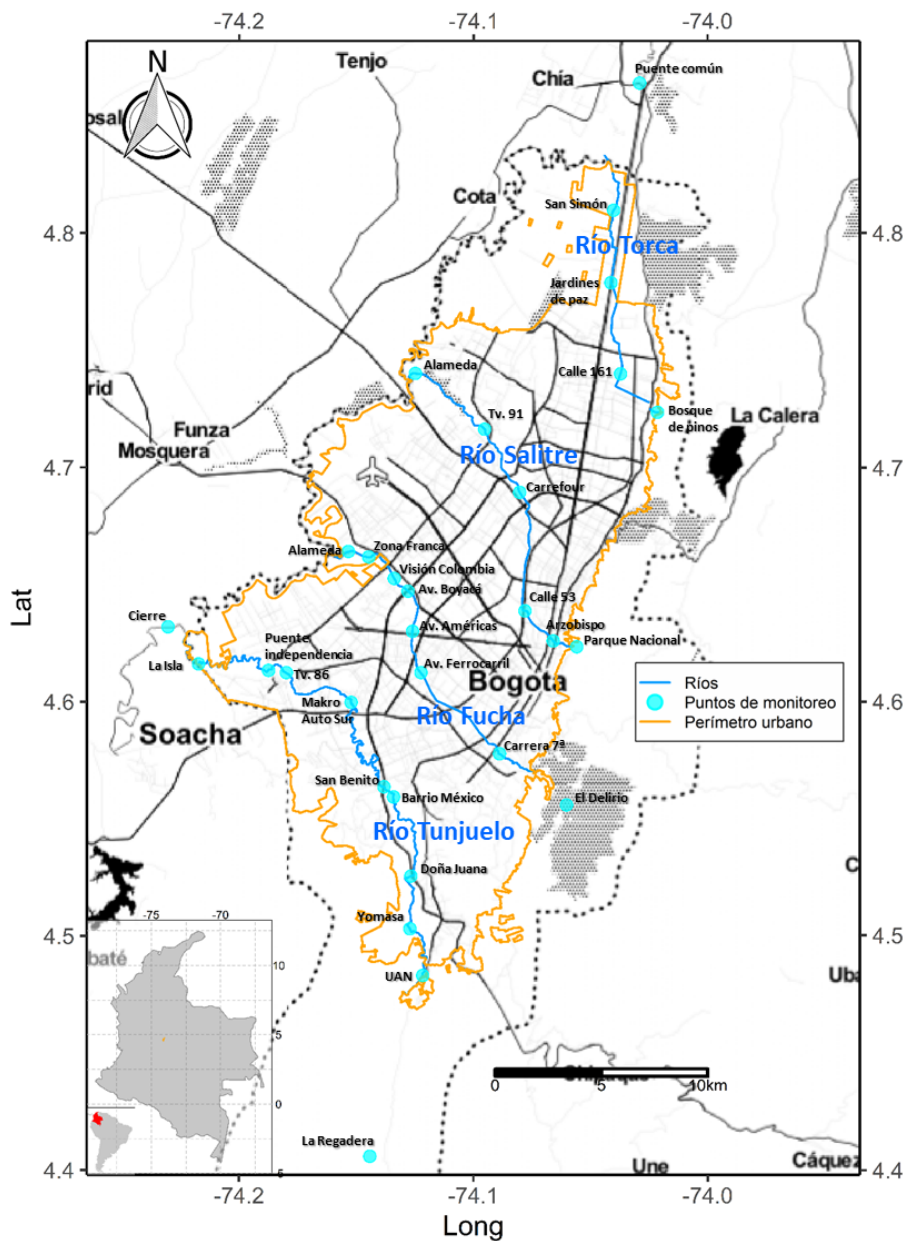 -74.2
-74.1
-74.0
N
Tenjo
Chía
Puente común
osal
Cota
San Simón
4.8
4.8
Río Torca
Jardines
de paz
Alameda
Calle 161
rid
Funza
Tv. 91
Bosque
de pinos
La Calera
Mosquera
Río Salitre
4.7
4.7
Carrefour
Alameda
Zona Franca
Visión Colombia
Av. Boyacá
Calle 53
Cierre
Av. Américas
Arzobispo
Parque Nacional
Puente
independencia
La Isla
Tv. 86
Av. Ferrocarril
Bogota
Ríos
Puntos de monitoreo
Perímetro urbano
4.6
4.6
Makro
Auto Sur
Río Fucha
Soacha
Carrera 7ª
San Benito
Barrio México
El Delirio
Río Tunjuelo
Doña Juana
C
-75
-70
Yomasa
4.5
4.5
baté
UAN
Uba
10
5
0
5
0
5
10km
La Regadera
Une
Cáquez
4.4
4.4
-74.2
-74.1
-74.0
Long
Lat